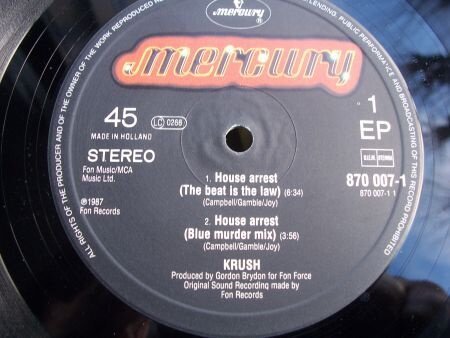 mercury ®
mercury
45
LC 0268
MADE IN HOLLAND
STEREO
Fon Music/MCA
Music Ltd.
℗1987
Fon Records
1
EP
STEMRA
870 007-1
870 007-1 1
1. House arrest
(The beat is the law) (6:34)
(Campbell/Gamble/Joy)
2. House arrest
(Blue murder mix) (3:56)
(Campbell/Gamble/Joy)
KRUSH
Produced by Gordon Brydon for Fon Force
Original Sound Recording made by
Fon Records
ALL RIGHTS OF THE PRODUCER AND OF THE OWNER OF THE WORK REPRODUCED RESERVED
LENDING, PUBLIC PERFORMANCE AND BROADCASTING OF THIS RECORD PROHIBITED